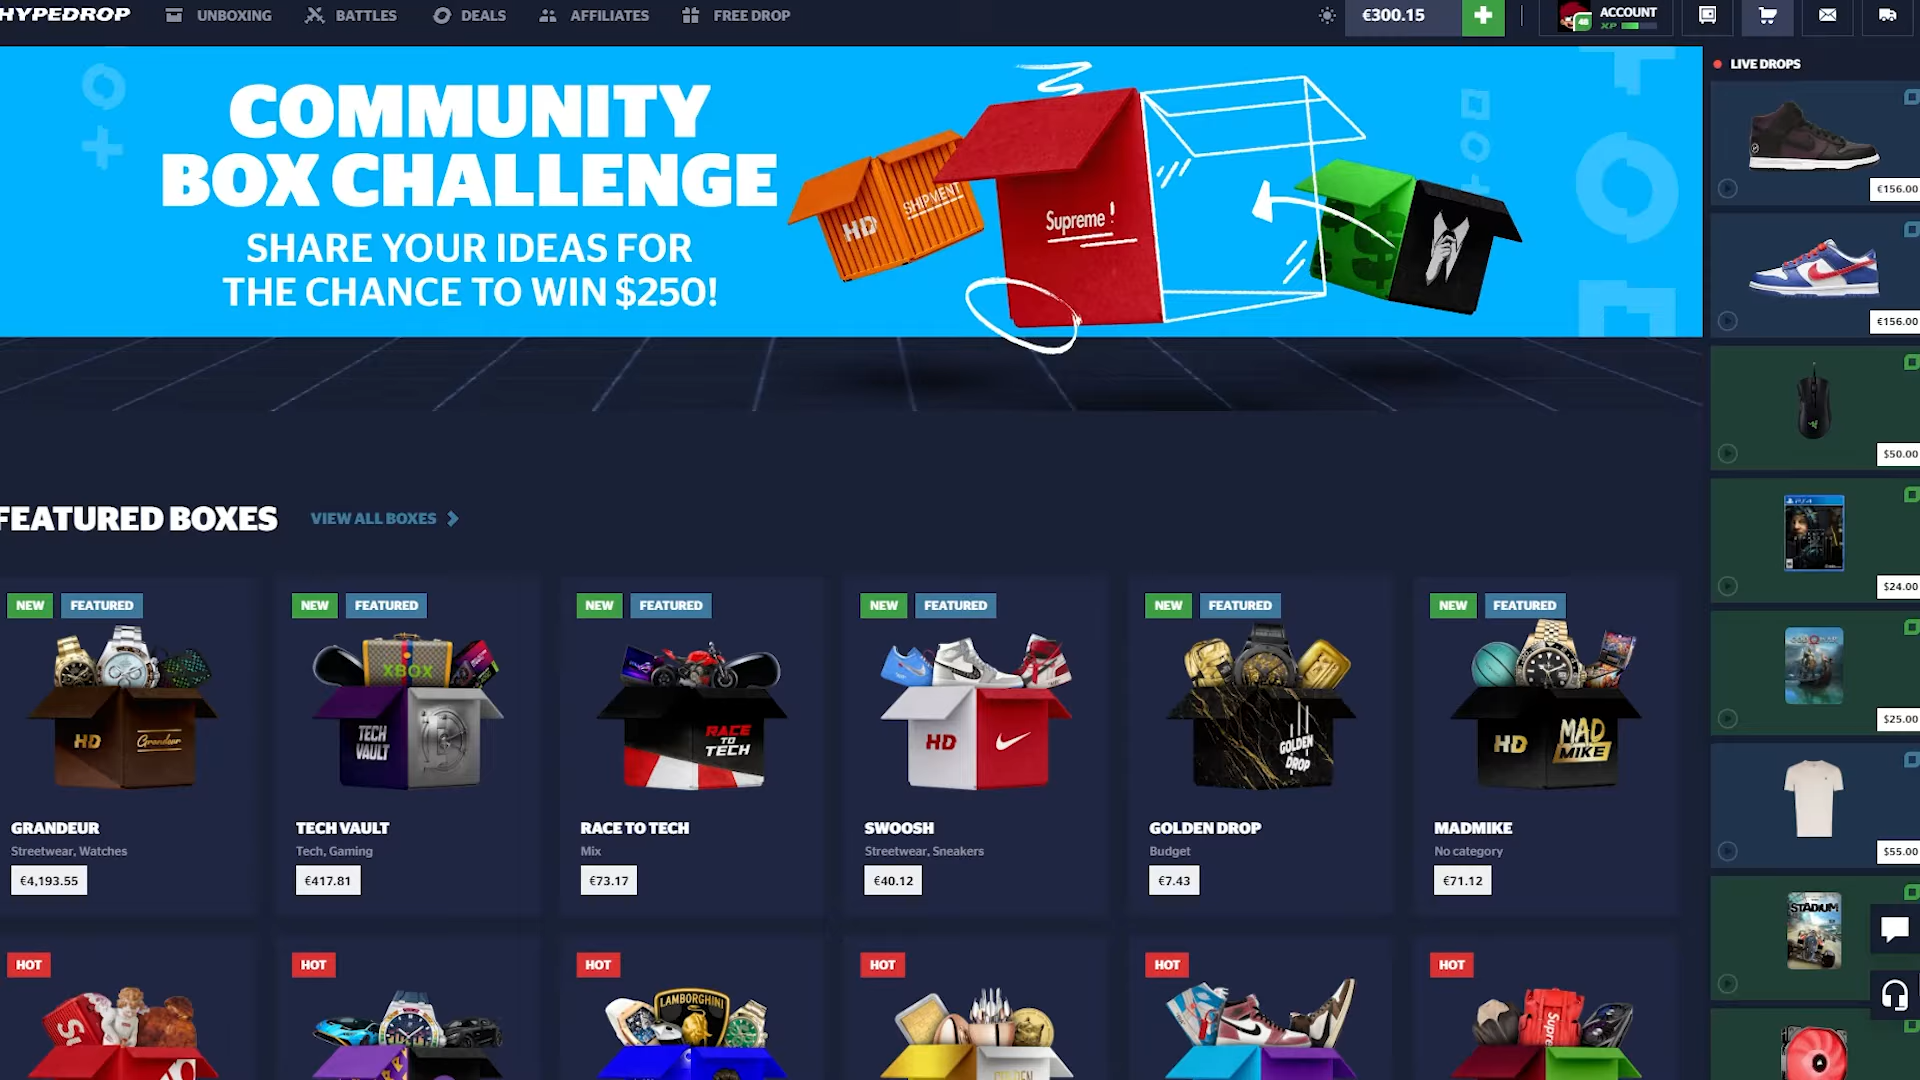 HYPEDROP
UNBOXING
BATTLES
DEALS
AFFILIATES
FREE DROP
€300.15
48
ACCOUNT
XP
COMMUNITY
BOX CHALLENGE
SHARE YOUR IDEAS FOR
THE CHANCE TO WIN $250!
HD
SHIPMENT
Supreme!
LIVE DROPS
€156.00
€156.00
$50.00
$24.00
$25.00
$55.00
STADIUM
FEATURED BOXES
VIEW ALL BOXES
NEW
FEATURED
NEW
FEATURED
NEW
FEATURED
NEW
FEATURED
NEW
FEATURED
NEW
FEATURED
HD
Grandeur
XBOX
TECH
VAULT
RACE
TO
TECH
HD
GOLDEN
DROP
HD
MAD
MIKE
GRANDEUR
Streetwear, Watches
€4,193.55
TECH VAULT
Tech, Gaming
€417.81
RACE TO TECH
Mix
€73.17
SWOOSH
Streetwear, Sneakers
€40.12
GOLDEN DROP
Budget
€7.43
MADMIKE
No category
€71.12
HOT
HOT
HOT
HOT
HOT
HOT
LAMBORGHINI
Supreme